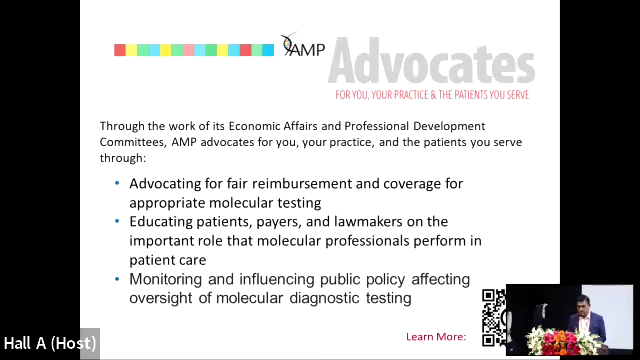 AMP
Advocates
FOR YOU, YOUR PRACTICE & THE PATIENTS YOU SERVE
Through the work of its Economic Affairs and Professional Development
Committees, AMP advocates for you, your practice, and the patients you serve
through:
• Advocating for fair reimbursement and coverage for
appropriate molecular testing
• Educating patients, payers, and lawmakers on the
important role that molecular professionals perform in
patient care
• Monitoring and influencing public policy affecting
oversight of molecular diagnostic testing
Learn More:
Hall A (Host)